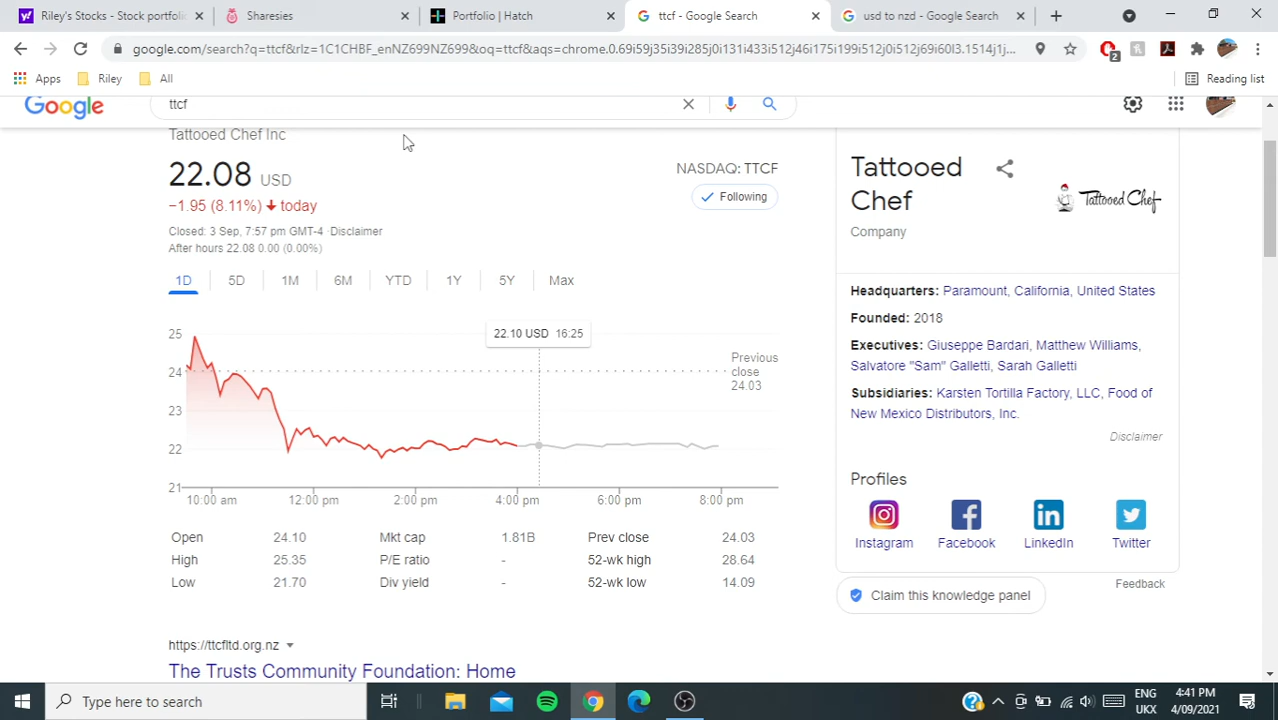 Riley's Stocks - Stock portfolio
Sharesies
Portfolio | Hatch
ttcf - Google Search
usd to nzd - Google Search
google.com/search?q=ttcf&rlz=1C1CHBF_enNZ699NZ699&oq=ttcf&aqs=chrome.0.69i59j35i39i285j0i131i433i512j46i175i199i512j0i512j69i60l3.1514j1j...
2
Apps
Riley
All
Reading list
Google
ttcf
Tattooed Chef Inc
22.08 USD
−1.95 (8.11%) today
Closed: 3 Sep, 7:57 pm GMT-4 · Disclaimer
After hours 22.08 0.00 (0.00%)
NASDAQ: TTCF
Following
1D
5D
1M
6M
YTD
1Y
5Y
Max
22.10 USD 16:25
25
24
23
22
21
Previous
close
24.03
10:00 am
12:00 pm
2:00 pm
4:00 pm
6:00 pm
8:00 pm
Open 24.10 Mkt cap 1.81B Prev close 24.03
High 25.35 P/E ratio - 52-wk high 28.64
Low 21.70 Div yield - 52-wk low 14.09
https://ttcfltd.org.nz
The Trusts Community Foundation: Home
Tattooed
Chef
Company
Tattooed Chef
Headquarters: Paramount, California, United States
Founded: 2018
Executives: Giuseppe Bardari, Matthew Williams,
Salvatore "Sam" Galletti, Sarah Galletti
Subsidiaries: Karsten Tortilla Factory, LLC, Food of
New Mexico Distributors, Inc.
Disclaimer
Profiles
Instagram
Facebook
LinkedIn
Twitter
Feedback
Claim this knowledge panel
Type here to search
ENG
UKX
4:41 PM
4/09/2021